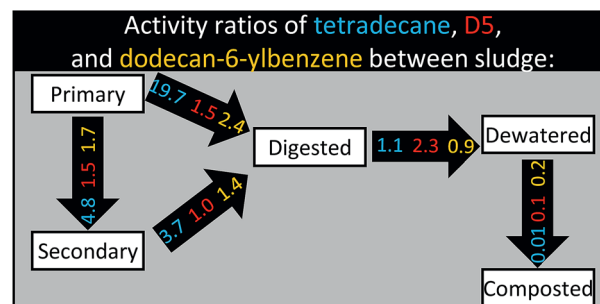 Activity ratios of tetradecane, D5,
and dodecan-6-ylbenzene between sludge:
Primary
19.7 1.5 2.4
4.8 1.5 1.7
Digested
1.1 2.3 0.9
Dewatered
3.7 1.0 1.4
0.01 0.1 0.2
Secondary
Composted